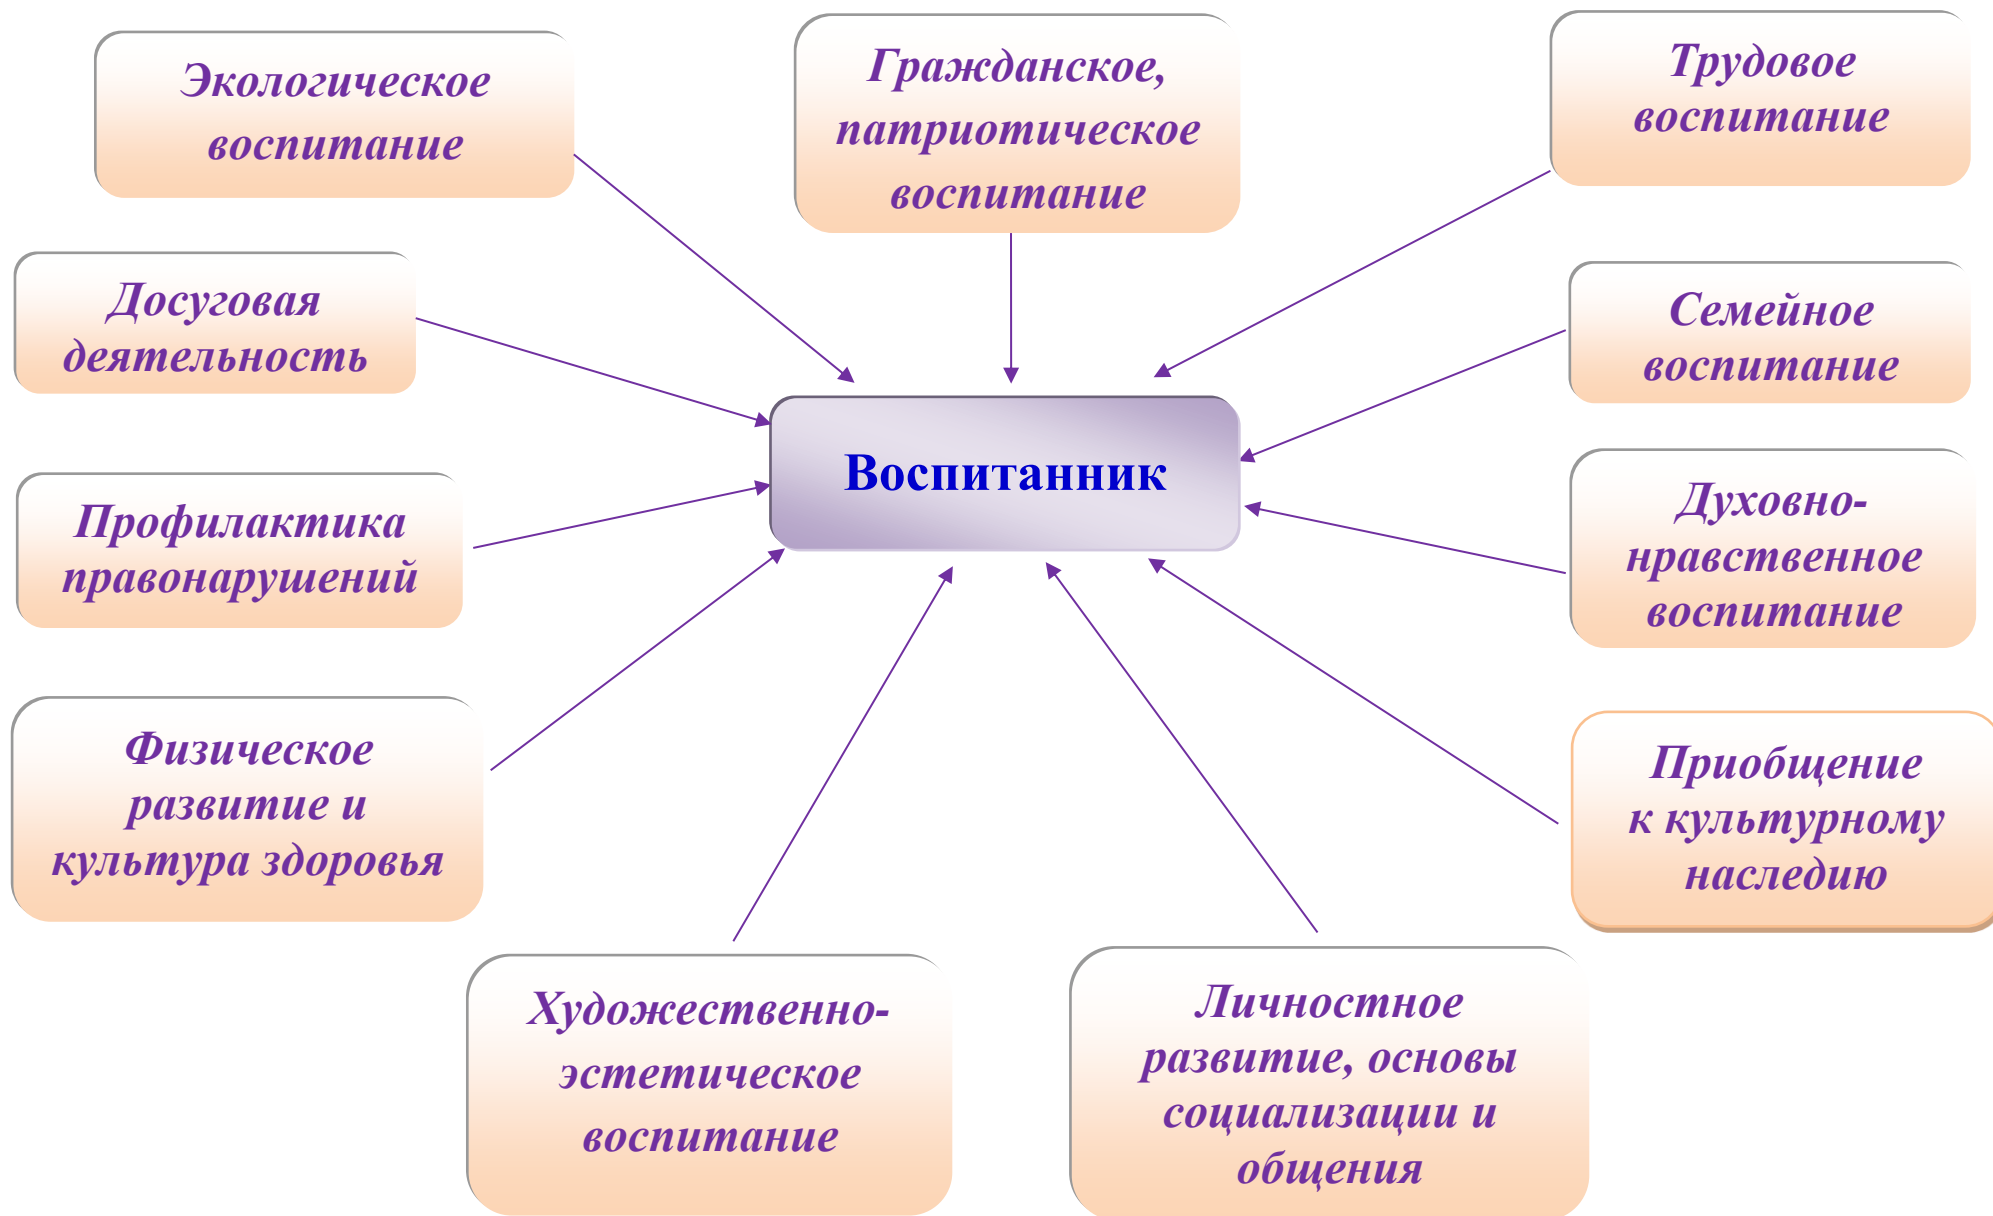 Экологическое
воспитание
Гражданское,
патриотическое
воспитание
Трудовое
воспитание
Досуговая
деятельность
Семейное
воспитание
Воспитанник
Профилактика
правонарушений
Духовно-
нравственное
воспитание
Физическое
развитие и
культура здоровья
Приобщение
к культурному
наследию
Художественно-
эстетическое
воспитание
Личностное
развитие, основы
социализации и
общения